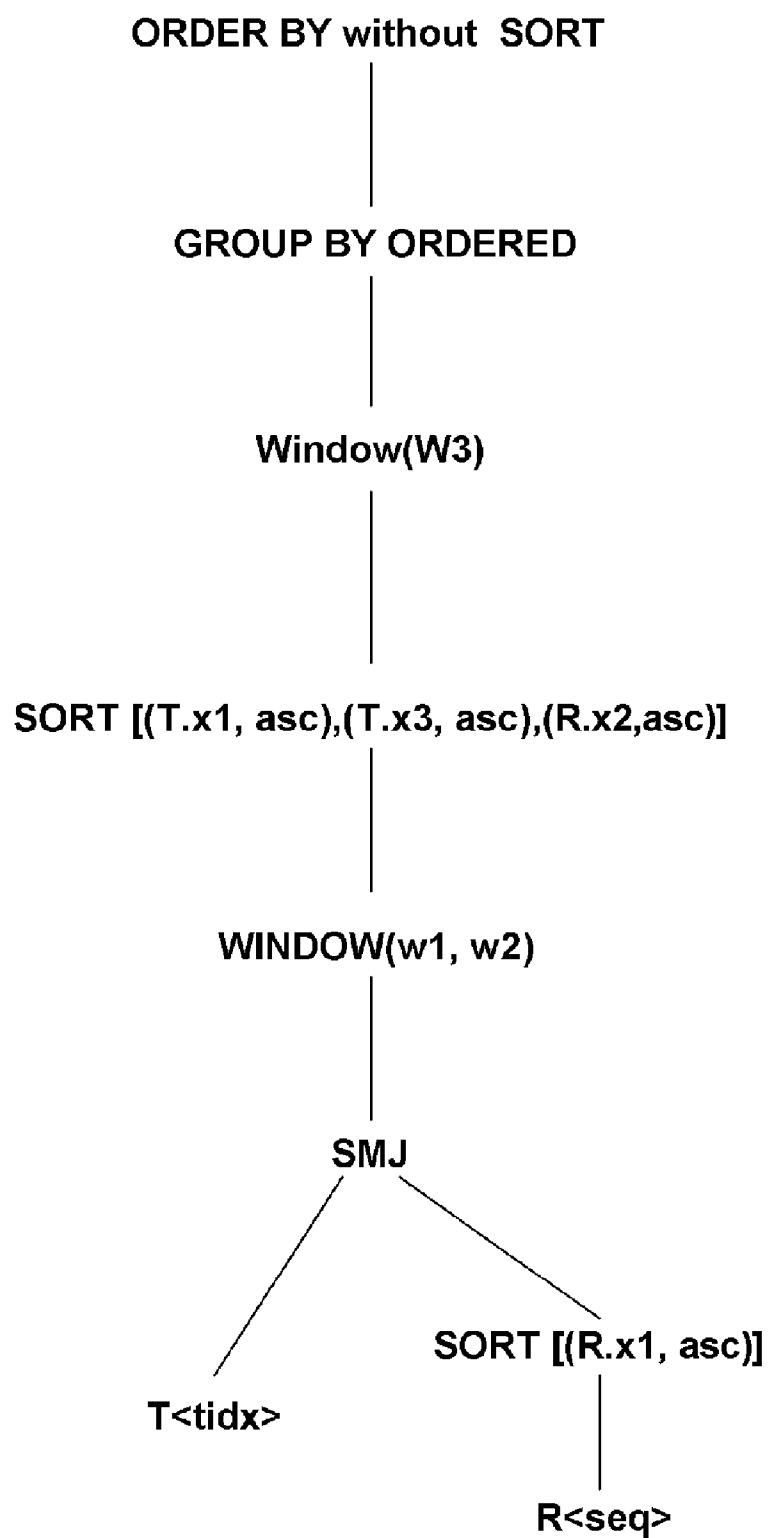 ORDER BY without SORT
GROUP BY ORDERED
Window(W3)
SORT [(T.x1, asc),(T.x3, asc),(R.x2,asc)]
WINDOW(w1, w2)
SMJ
SORT [(R.x1, asc)]
T<tidx>
R<seq>